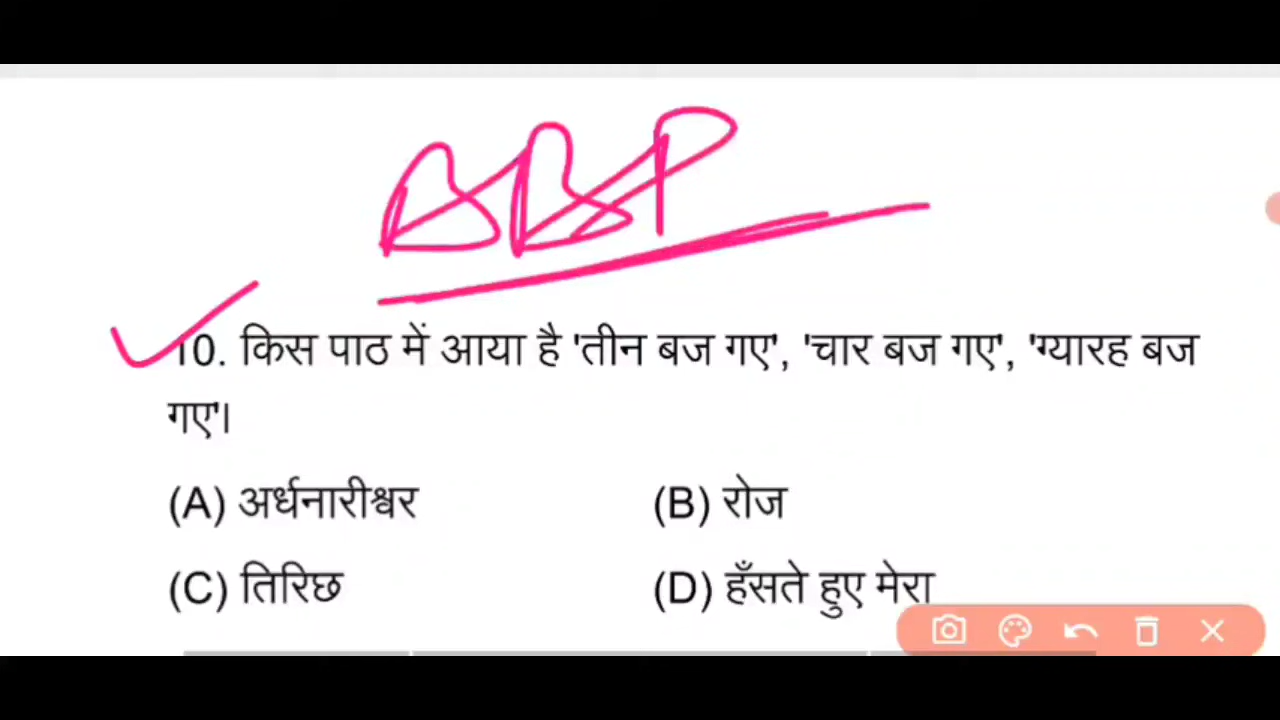 BBP
10. किस पाठ में आया है 'तीन बज गए', 'चार बज गए', 'ग्यारह बज
गए'।
(A) अर्धनारीश्वर (B) रोज
(C) तिरिछ (D) हँसते हुए मेरा